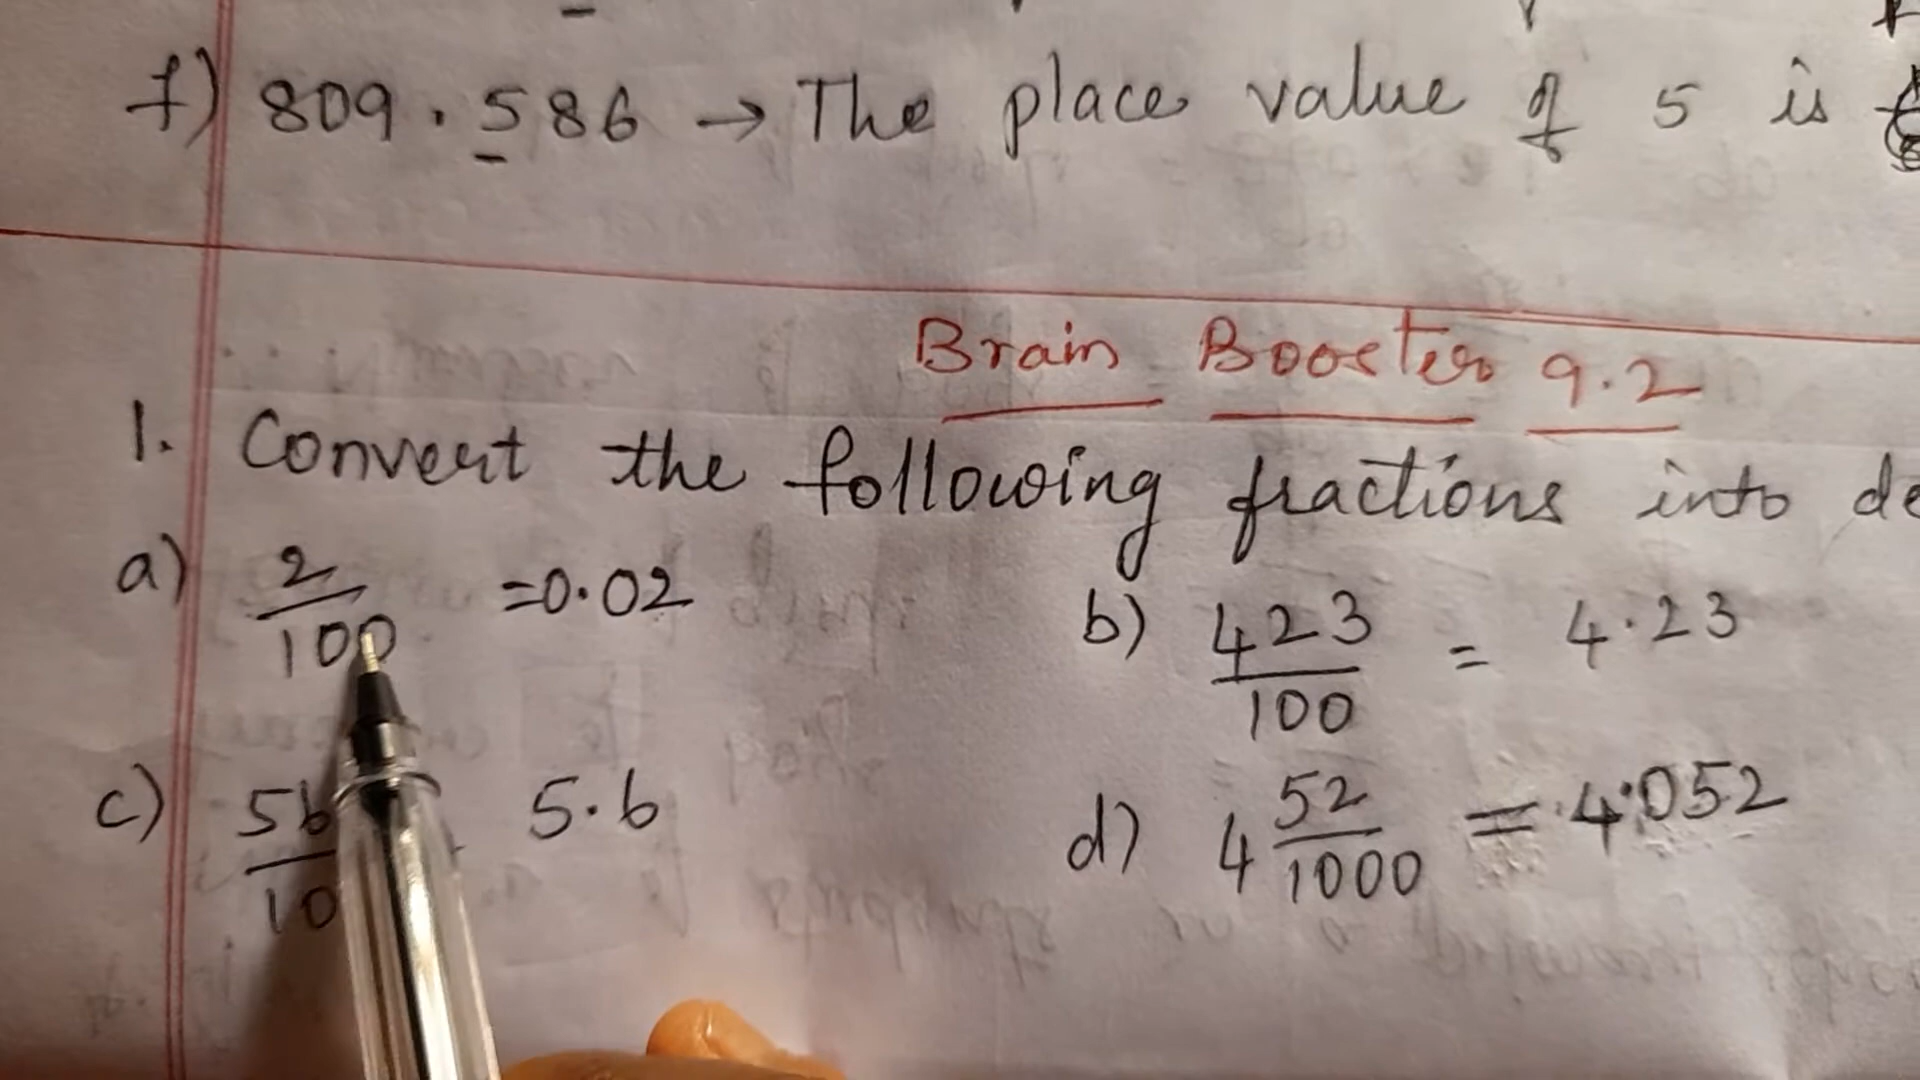 f) 809.586 → The place value of 5 is
Brain Booster 9.2
1. Convert the following fractions into
a) 2/100 = 0.02 b) 423/100 = 4.23
c) 56/10 5.6 d) 4 52/1000 = 4.052